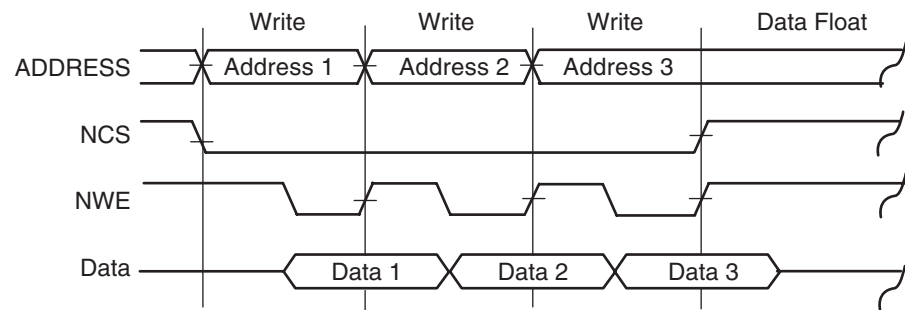 Write Write Write Data Float
ADDRESS Address 1 Address 2 Address 3
NCS
NWE
Data Data 1 Data 2 Data 3